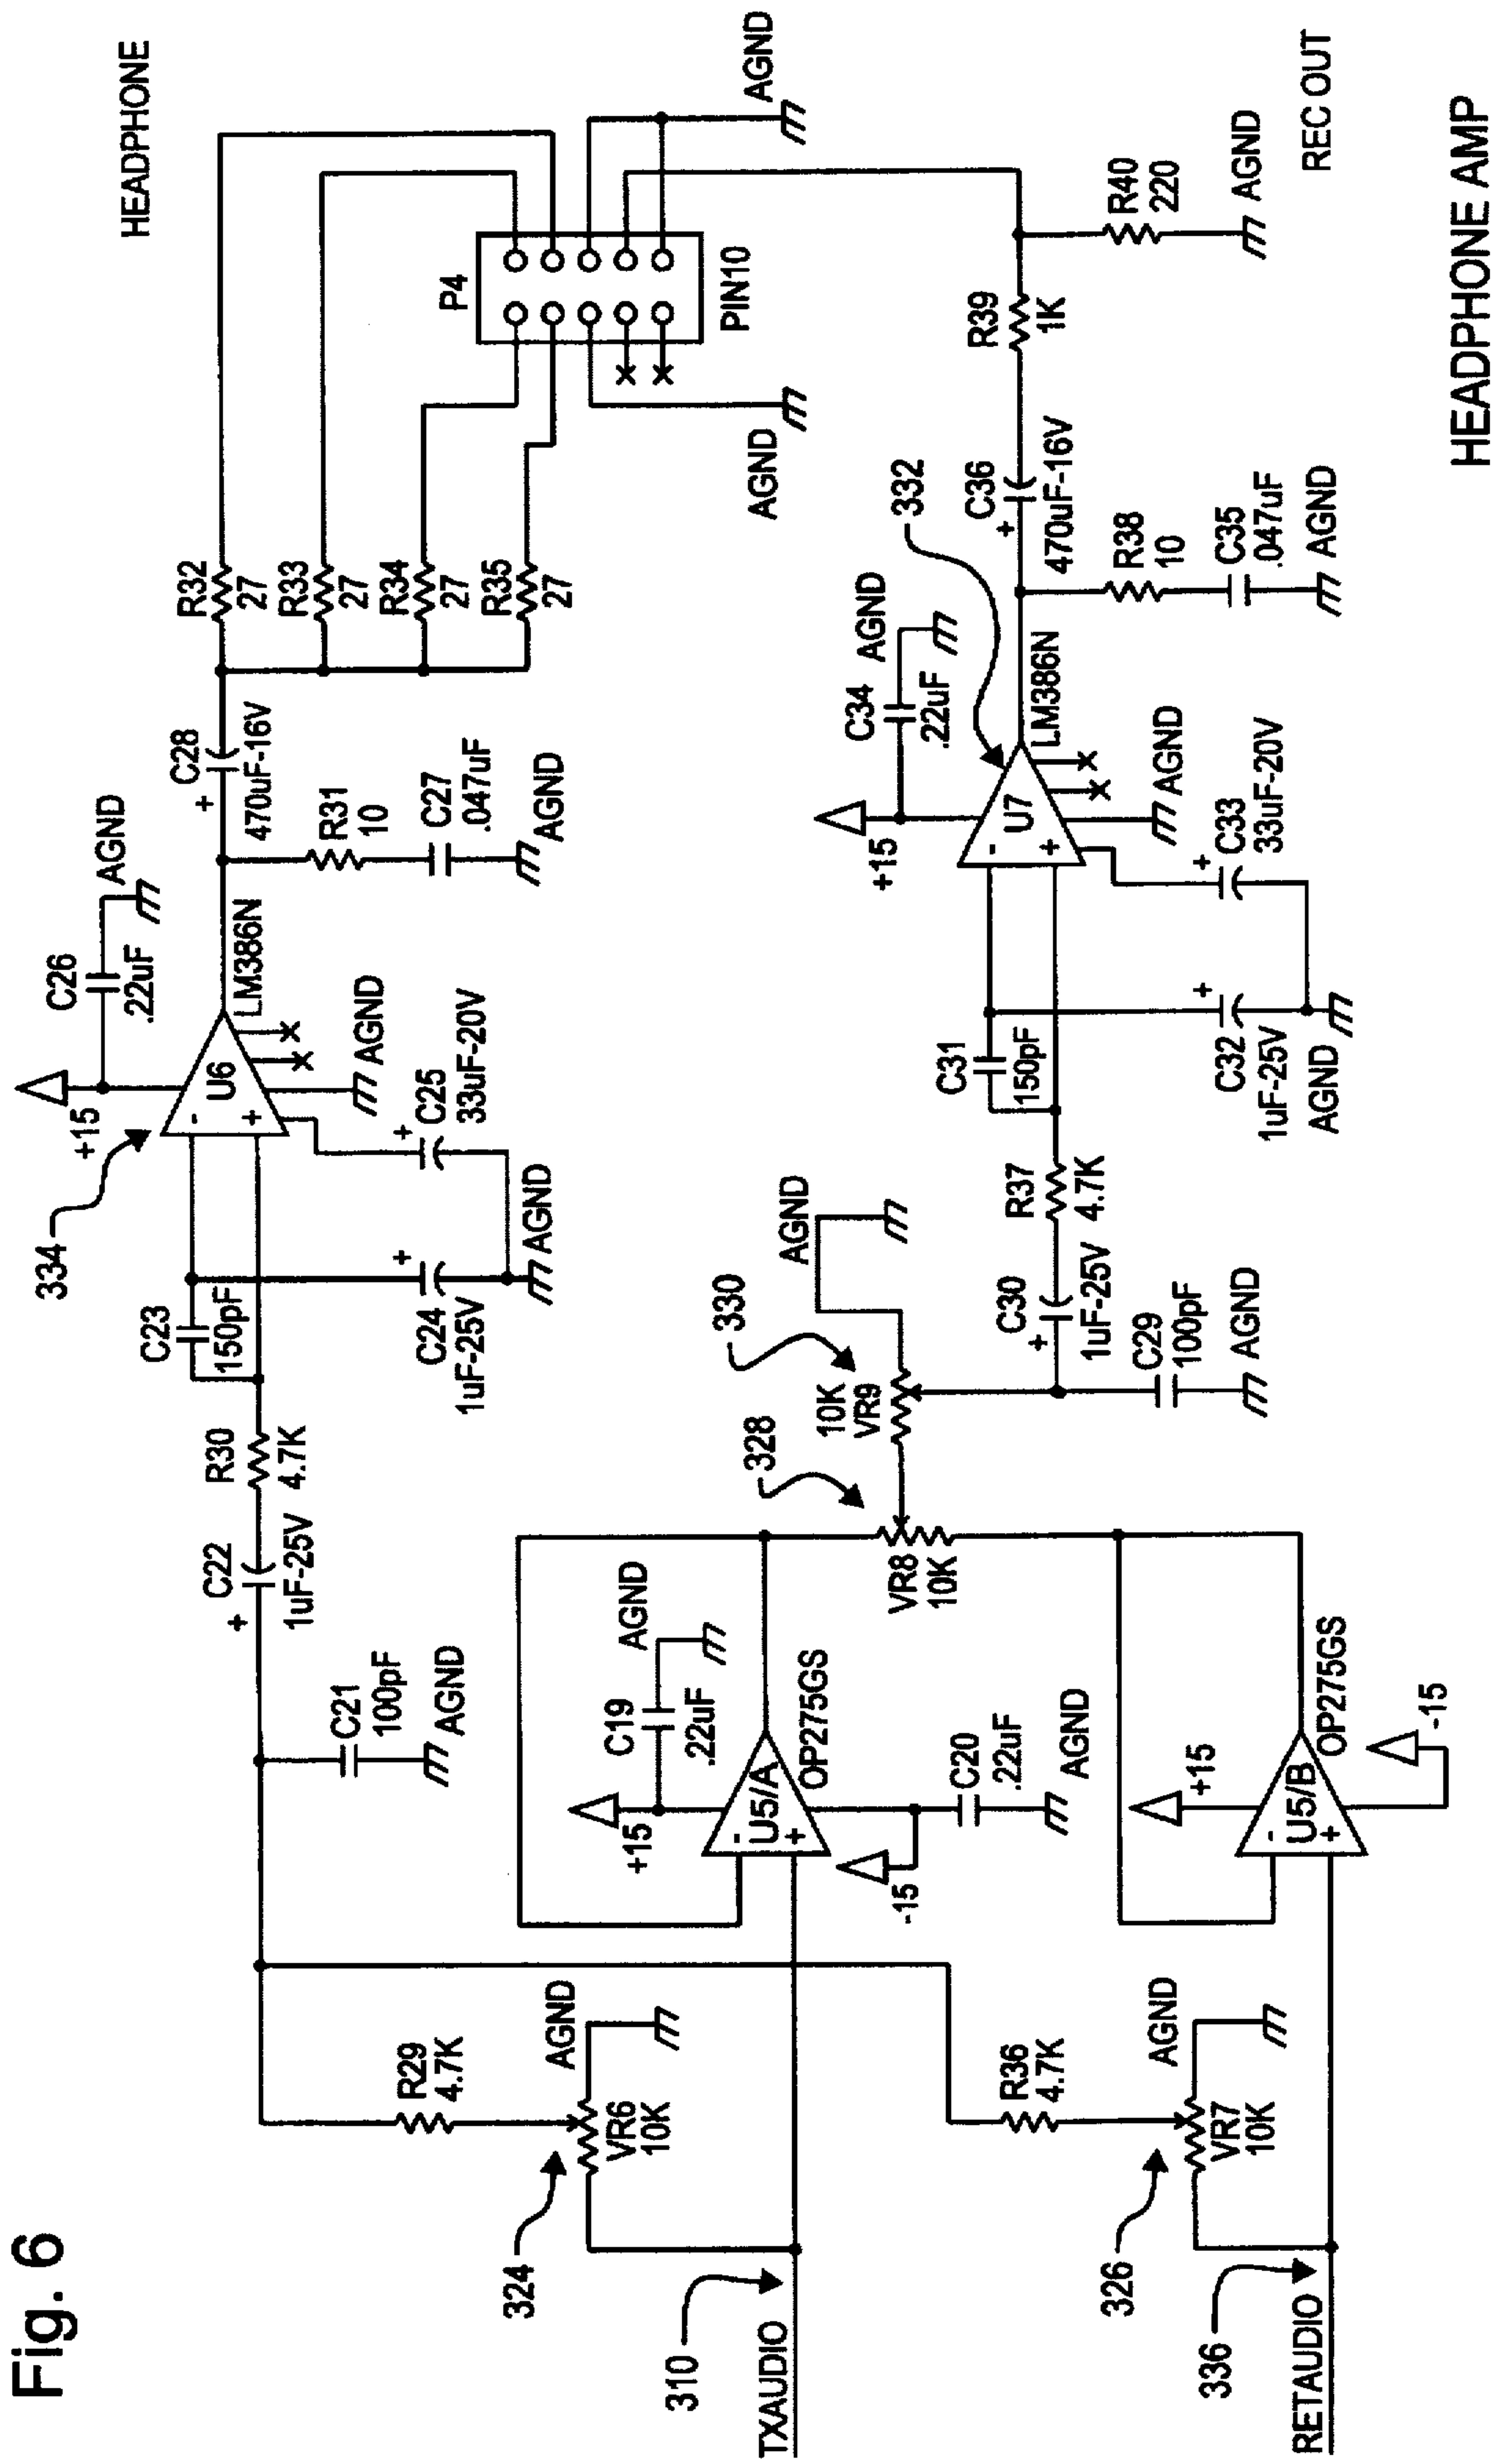 Fig. 6
HEADPHONE
334
+15
C26
.22uF
AGND
U6
-
+
LM386N
AGND
C22
1uF-25V
+
R30
4.7K
C23
150pF
C24
1uF-25V
+
C25
33uF-20V
+
AGND
C28
470uF-16V
+
R31
10
C27
.047uF
AGND
R32
27
R33
27
R34
27
R35
27
P4
PIN10
AGND
AGND
C21
100pF
AGND
R29
4.7K
324
VR6
10K
AGND
310
TXAUDIO
+15
C19
.22uF
AGND
-
U5/A
+
OP275GS
-15
C20
.22uF
AGND
328
VR8
10K
330
10K
VR9
AGND
C30
1uF-25V
+
C29
100pF
AGND
R37
4.7K
C31
150pF
C32
1uF-25V
+
AGND
C33
33uF-20V
+
+15
C34
.22uF
AGND
332
-
U7
+
LM386N
AGND
C36
470uF-16V
+
R38
10
C35
.047uF
AGND
R39
1K
R40
220
AGND
REC OUT
R36
4.7K
326
VR7
10K
AGND
336
RETAUDIO
+15
-
U5/B
+
OP275GS
-15
HEADPHONE AMP